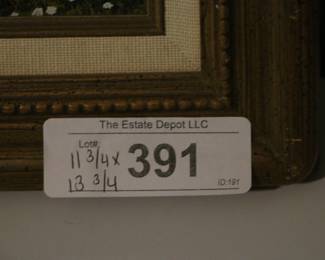 The Estate Depot LLC
Lot#:
11 3/4 x
391
13 3/4
ID:191